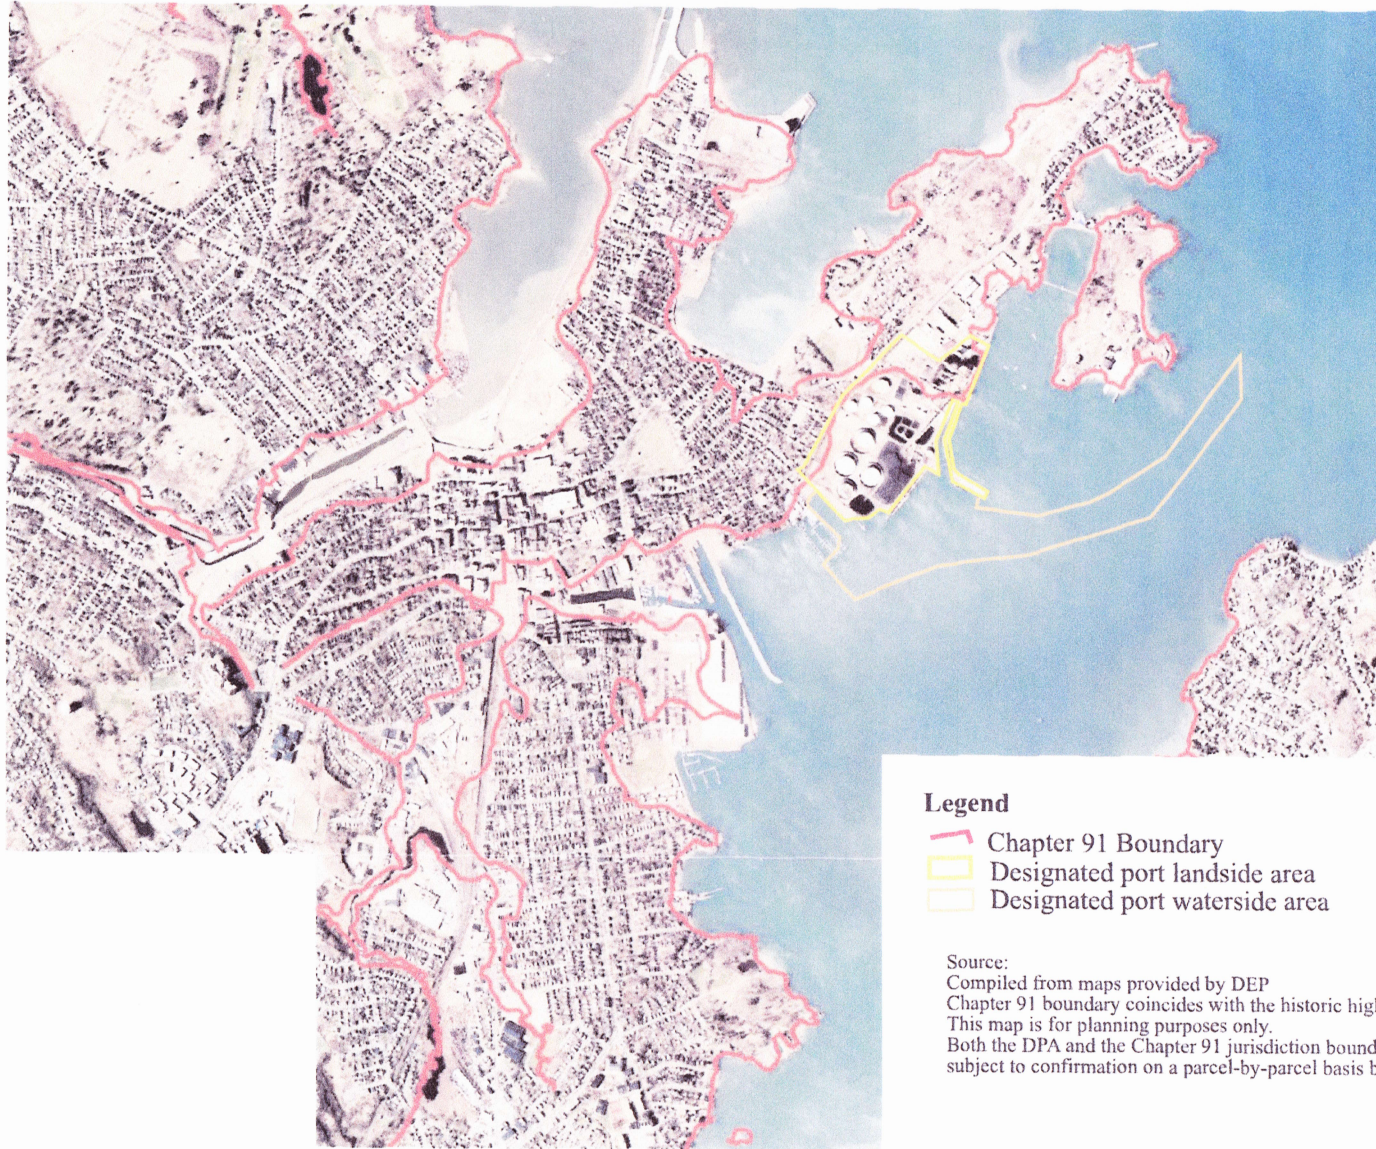 Legend
Chapter 91 Boundary
Designated port landside area
Designated port waterside area
Source:
Compiled from maps provided by DEP
Chapter 91 boundary coincides with the historic
This map is for planning purposes only.
Both the DPA and the Chapter 91 jurisdiction
subject to confirmation on a parcel-by-parcel basis